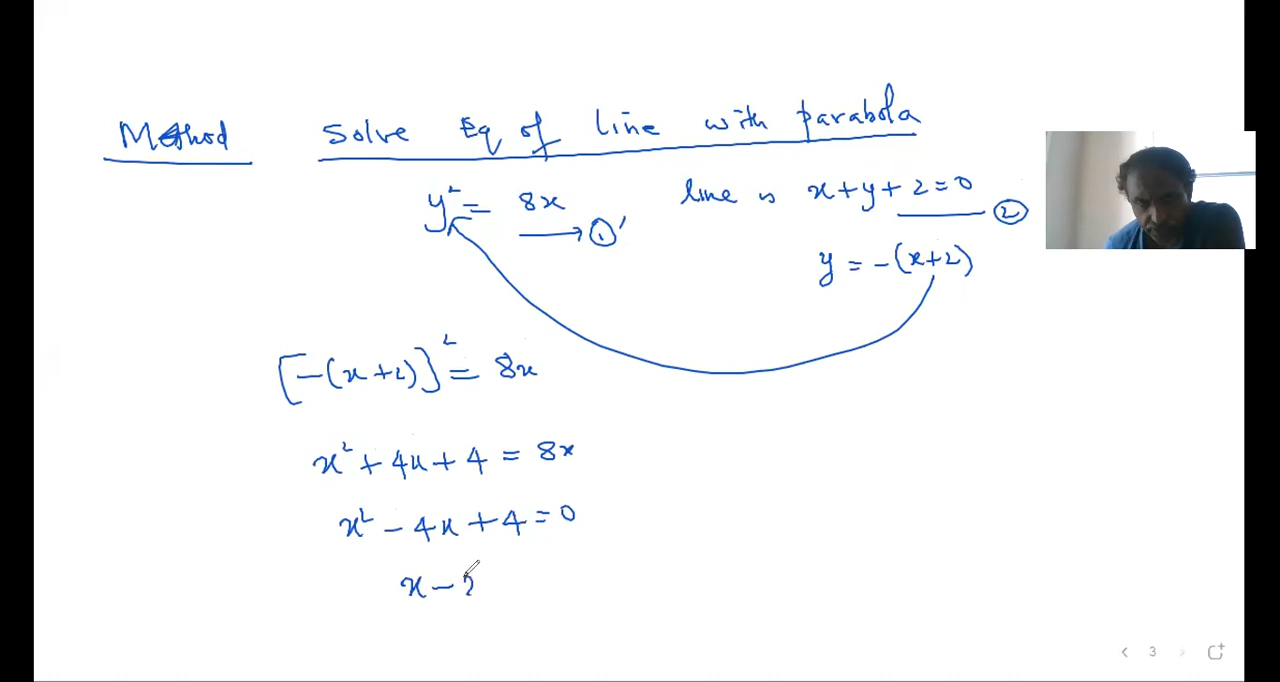 Method Solve Eq of line with parabola
y² = 8x → ① line is x+y+2=0 ②
y = -(x+2)
[-(x+2)]² = 8x
x² + 4x + 4 = 8x
x² - 4x + 4 = 0
x - 2
3